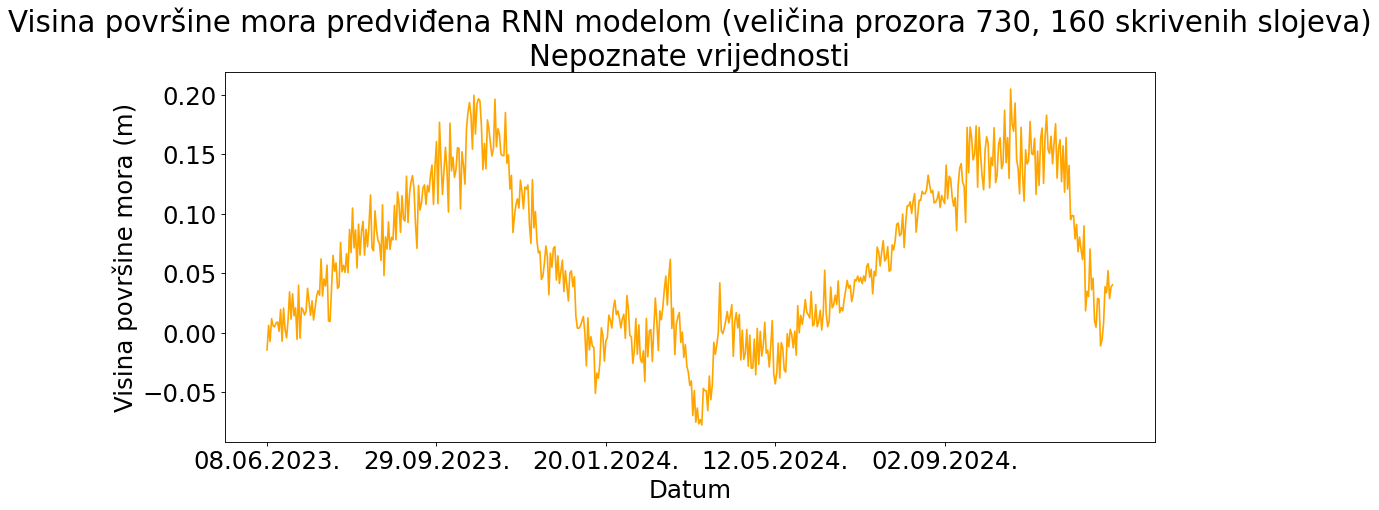 Visina površine mora predviđena RNN modelom (veličina prozora 730, 160 skrivenih slojeva)
Nepoznate vrijednosti
Visina površine mora (m)
0.20
0.15
0.10
0.05
0.00
−0.05
08.06.2023. 29.09.2023. 20.01.2024. 12.05.2024. 02.09.2024.
Datum